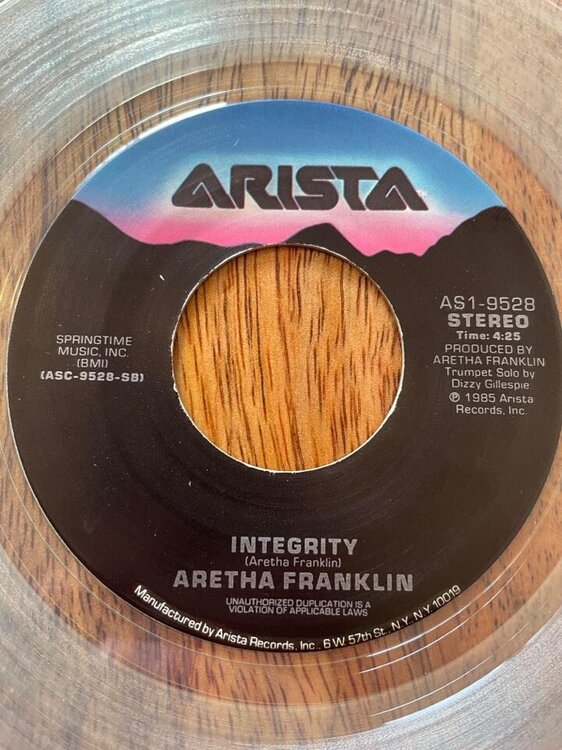 ARISTA
SPRINGTIME
MUSIC, INC.
(BMI)
(ASC-9528-SB)
AS1-9528
STEREO
Time: 4:25
PRODUCED BY
ARETHA FRANKLIN
Trumpet Solo by
Dizzy Gillespie
℗ 1985 Arista
Records, Inc.
INTEGRITY
(Aretha Franklin)
ARETHA FRANKLIN
UNAUTHORIZED DUPLICATION IS A
VIOLATION OF APPLICABLE LAWS
Manufactured by Arista Records, Inc., 6 W. 57th St., N.Y., N.Y. 10019